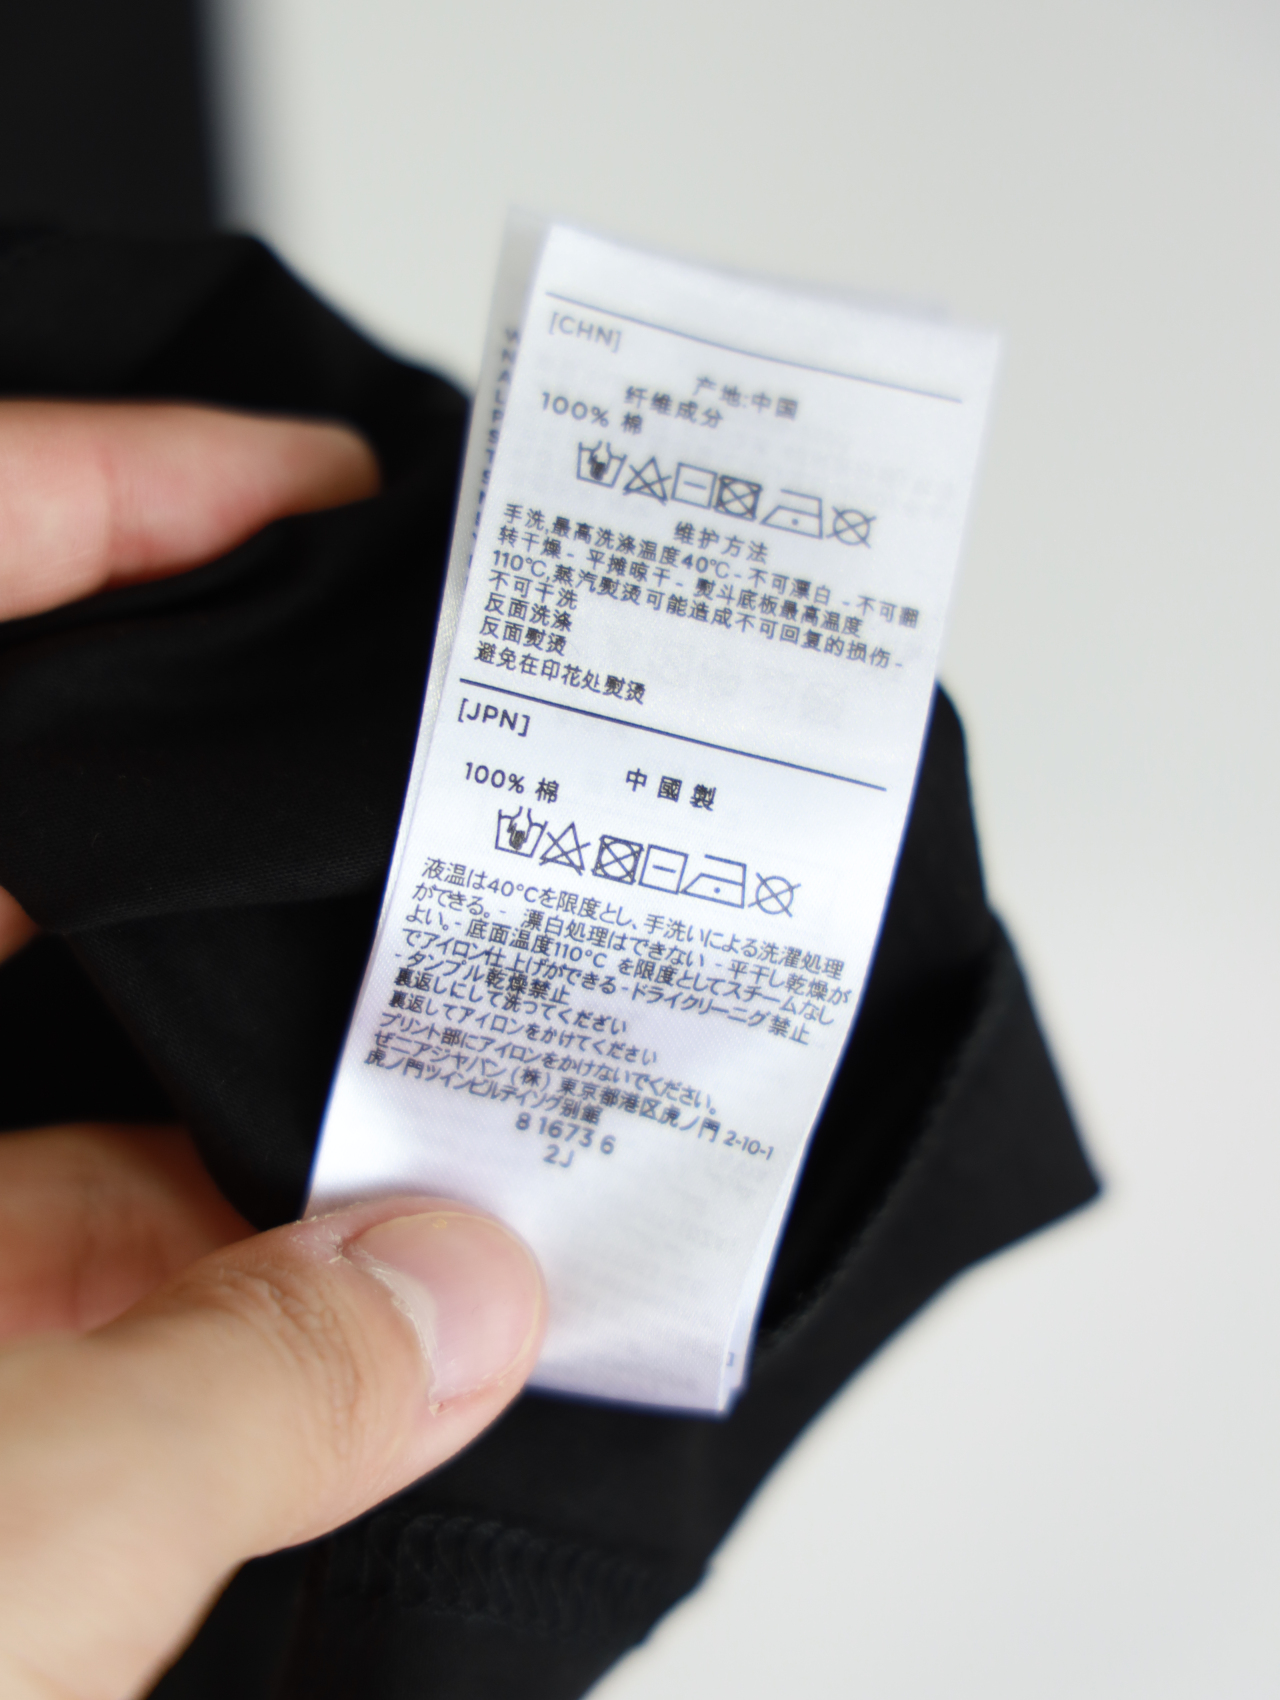 [CHN]
产地:中国
纤维成分
100% 棉
维护方法
手洗,最高洗涤温度40℃- 不可漂白 - 不可翻
转干燥 - 平摊晾干 - 熨斗底板最高温度
110℃,蒸汽熨烫可能造成不可回复的损伤 -
不可干洗
反面洗涤
反面熨烫
避免在印花处熨烫
[JPN]
中國製
100% 棉
液温は40℃を限度とし、手洗いによる洗濯処理
ができる。- 漂白処理はできない - 平干し乾燥が
よい。- 底面温度110℃ を限度としてスチームなし
でアイロン仕上げができる -ドライクリーニング禁止
-タンブル乾燥禁止
裏返しにして洗ってください
裏返してアイロンをかけてください
プリント部にアイロンをかけないでください。
ゼニアジャパン (株) 東京都港区虎ノ門 2-10-1
虎ノ門ツインビルディング別館
8 1673 6
2J